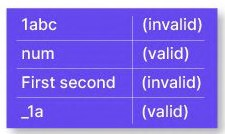 1abc (invalid)
num (valid)
First second (invalid)
_1a (valid)